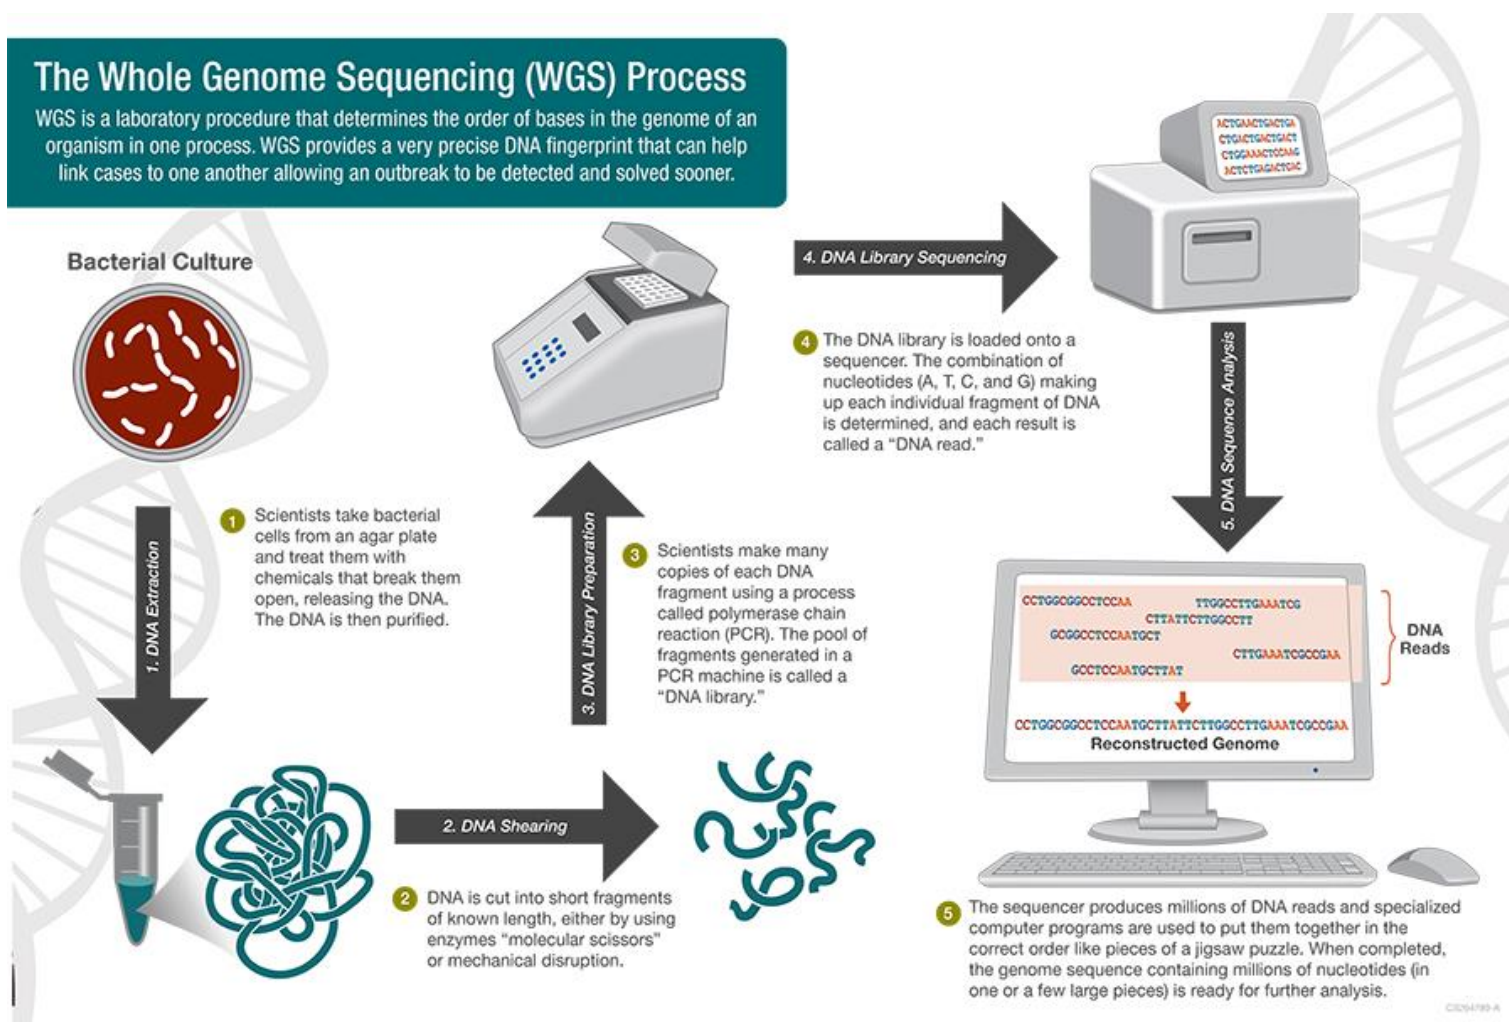 The Whole Genome Sequencing (WGS) Process
WGS is a laboratory procedure that determines the order of bases in the genome of an
organism in one process. WGS provides a very precise DNA fingerprint that can help
link cases to one another allowing an outbreak to be detected and solved sooner.
Bacterial Culture
1. DNA Extraction
1
Scientists take bacterial
cells from an agar plate
and treat them with
chemicals that break them
open, releasing the DNA.
The DNA is then purified.
2. DNA Shearing
2
DNA is cut into short fragments
of known length, either by using
enzymes “molecular scissors”
or mechanical disruption.
3. DNA Library Preparation
3
Scientists make many
copies of each DNA
fragment using a process
called polymerase chain
reaction (PCR). The pool of
fragments generated in a
PCR machine is called a
“DNA library.”
4. DNA Library Sequencing
4
The DNA library is loaded onto a
sequencer. The combination of
nucleotides (A, T, C, and G) making
up each individual fragment of DNA
is determined, and each result is
called a “DNA read.”
ACTGAACTGACTGA
CTGACTGACTGACT
CTGGAAACTCCAAG
ACTCTGAGACTGAC
5. DNA Sequence Analysis
CCTGGCGGCCTCCAA
TTGGCCTTGAAATCG
CTTATTCTTGGCCTT
GCGGCCTCCAATGCT
CTTGAAATCGCCGAA
GCCTCCAATGCTTAT
DNA
Reads
CCTGGCGGCCTCCAATGCTTATTCTTGGCCTTGAAATCGCCGAA
Reconstructed Genome
5
The sequencer produces millions of DNA reads and specialized
computer programs are used to put them together in the
correct order like pieces of a jigsaw puzzle. When completed,
the genome sequence containing millions of nucleotides (in
one or a few large pieces) is ready for further analysis.